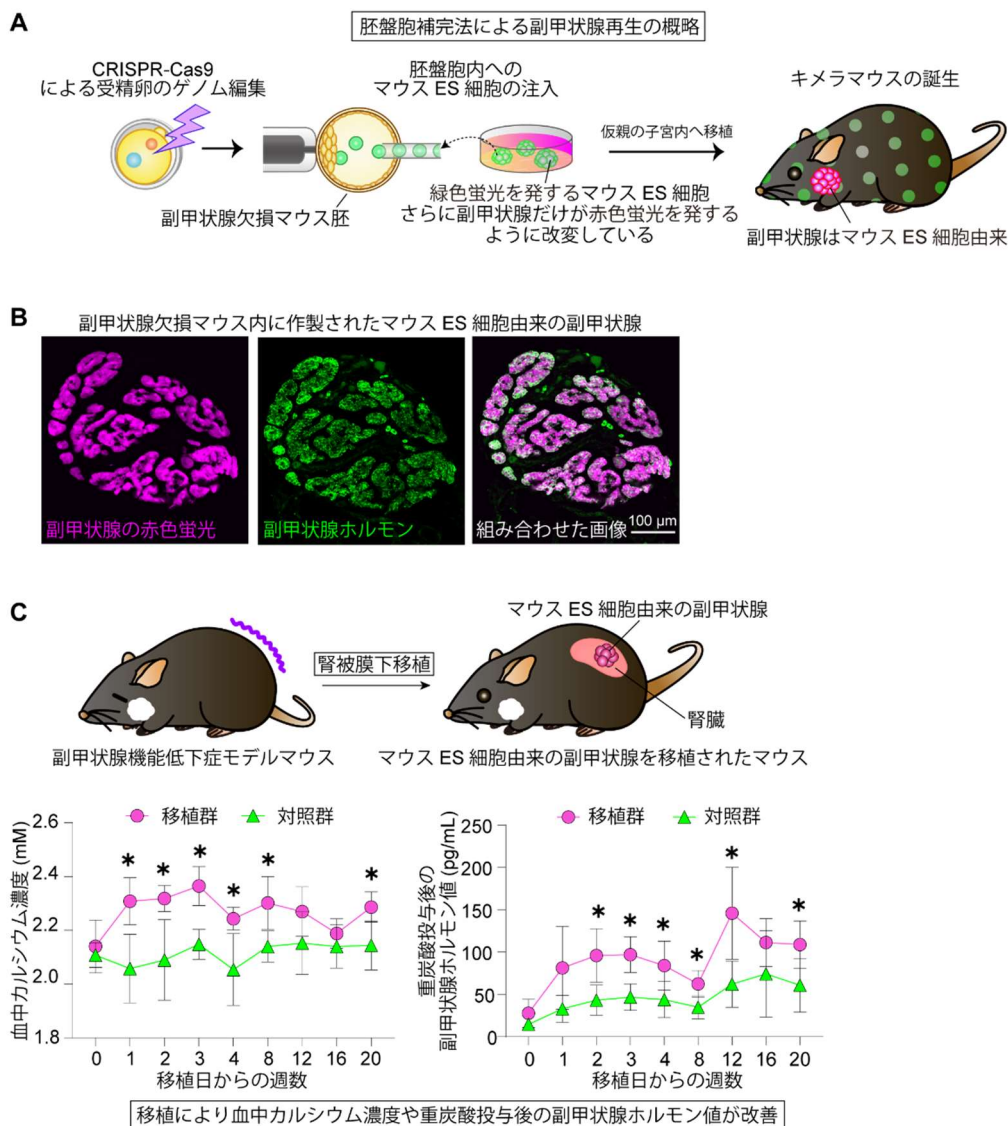 A
胚盤胞補完法による副甲状腺再生の概略
CRISPR-Cas9
による受精卵のゲノム編集
胚盤胞内への
マウス ES 細胞の注入
キメラマウスの誕生
仮親の子宮内へ移植
副甲状腺欠損マウス胚
緑色蛍光を発するマウス ES 細胞
さらに副甲状腺だけが赤色蛍光を発する
ように改変している
副甲状腺はマウス ES 細胞由来
B
副甲状腺欠損マウス内に作製されたマウス ES 細胞由来の副甲状腺
副甲状腺の赤色蛍光
副甲状腺ホルモン
組み合わせた画像
100 μm
C
マウス ES 細胞由来の副甲状腺
腎被膜下移植
腎臓
副甲状腺機能低下症モデルマウス
マウス ES 細胞由来の副甲状腺を移植されたマウス
移植群
対照群
血中カルシウム濃度 (mM)
2.6
2.4
2.2
2.0
1.8
* * * * * *
0 1 2 3 4 8 12 16 20
移植日からの週数
移植群
対照群
重炭酸投与後の
副甲状腺ホルモン値 (pg/mL)
250
200
150
100
50
0
* * * * * *
0 1 2 3 4 8 12 16 20
移植日からの週数
移植により血中カルシウム濃度や重炭酸投与後の副甲状腺ホルモン値が改善